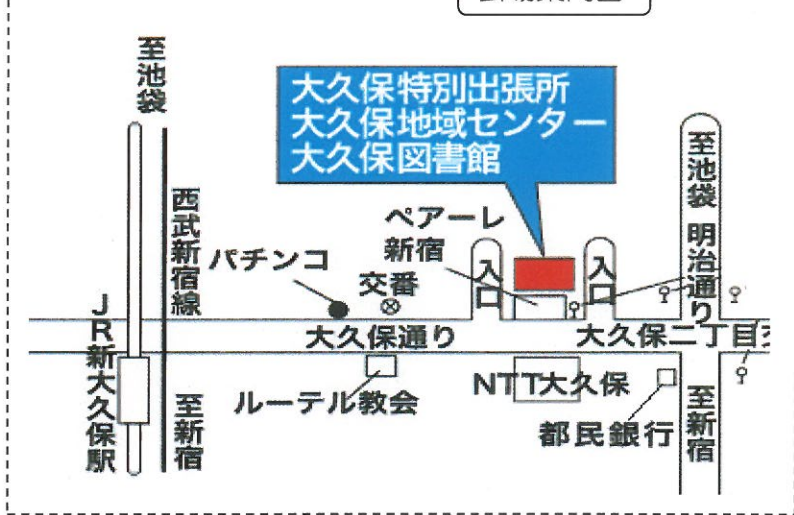 至池袋
大久保特別出張所
大久保地域センター
大久保図書館
至池袋
明治通り
西武新宿線
ペアーレ
新宿
パチンコ
交番
入口
入口
JR新大久保駅
大久保通り
大久保二丁目
ルーテル教会
NTT大久保
都民銀行
至新宿
至新宿